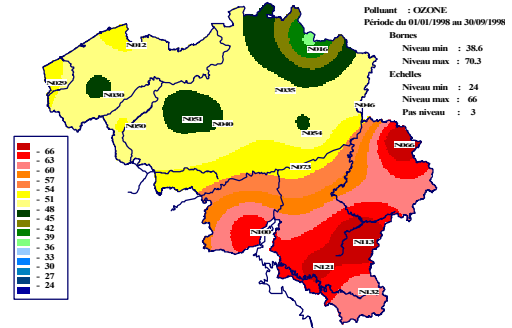 Polluant : OZONE
Période du 01/01/1998 au 30/09/1998
Bornes
Niveau min : 38.6
Niveau max : 70.3
Echelles
Niveau min : 24
Niveau max : 66
Pas niveau : 3
N012
N016
N029
N030
N035
N046
N051
N040
N050
N054
N066
N073
N100
N113
N121
N132
- 66
- 63
- 60
- 57
- 54
- 51
- 48
- 45
- 42
- 39
- 36
- 33
- 30
- 27
- 24